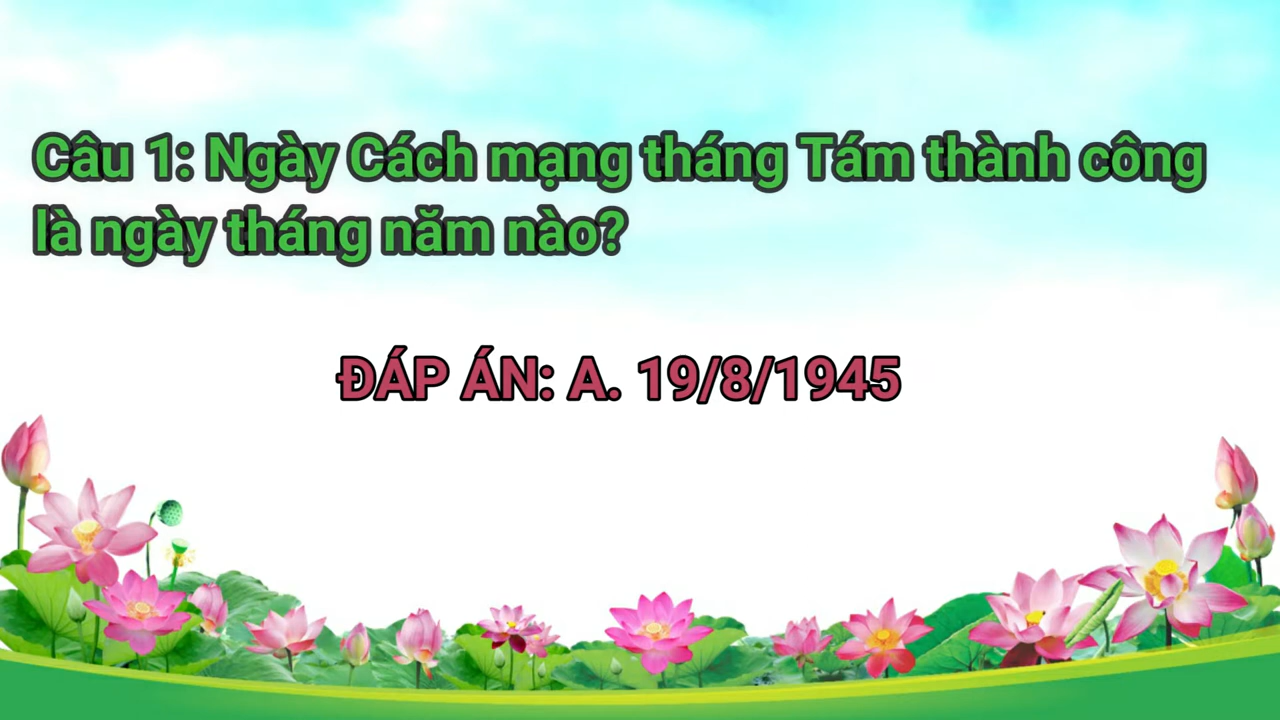 Câu 1: Ngày Cách mạng tháng Tám thành công
là ngày tháng năm nào?
ĐÁP ÁN: A. 19/8/1945